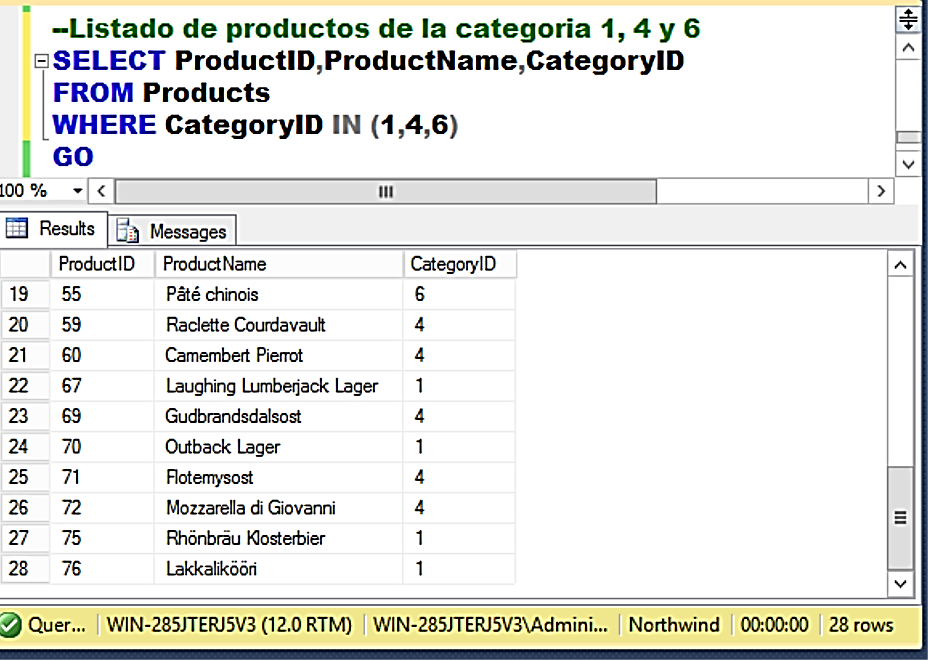 --Listado de productos de la categoria 1, 4 y 6
SELECT ProductID,ProductName,CategoryID
FROM Products
WHERE CategoryID IN (1,4,6)
GO
100 %
Results Messages
ProductID ProductName CategoryID
19 55 Pâté chinois 6
20 59 Raclette Courdavault 4
21 60 Camembert Pierrot 4
22 67 Laughing Lumberjack Lager 1
23 69 Gudbrandsdalsost 4
24 70 Outback Lager 1
25 71 Flotemysost 4
26 72 Mozzarella di Giovanni 4
27 75 Rhönbräu Klosterbier 1
28 76 Lakkalikööri 1
Quer... WIN-285JTERJ5V3 (12.0 RTM) WIN-285JTERJ5V3\Admini... Northwind 00:00:00 28 rows